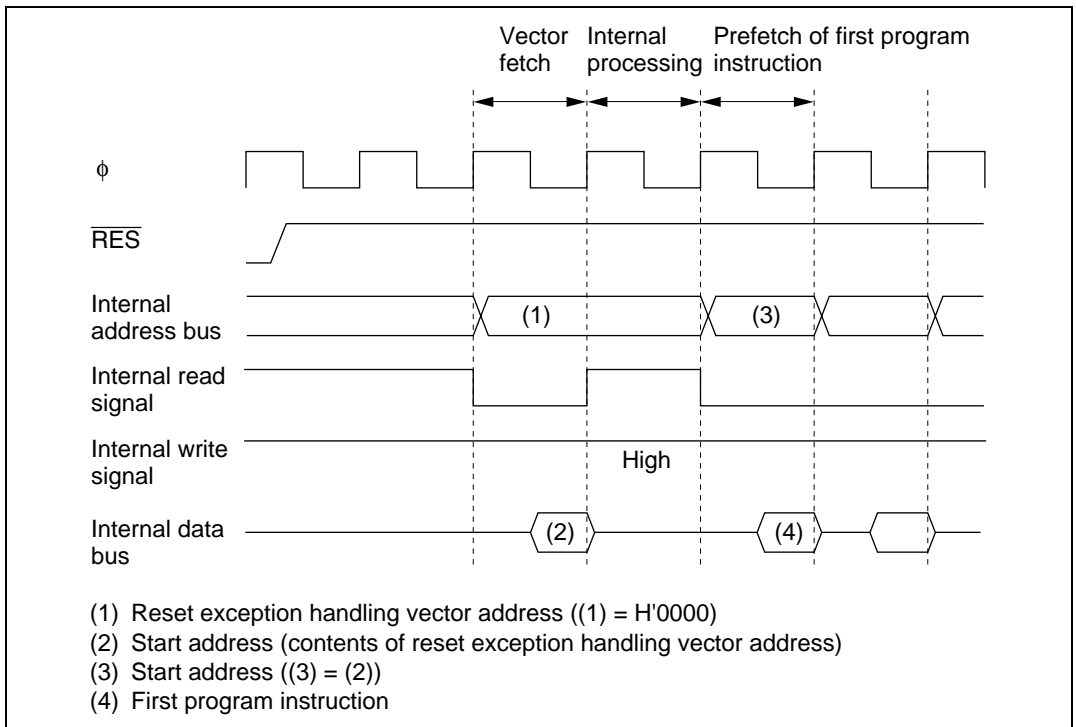 Vector fetch
Internal processing
Prefetch of first program instruction
φ
RES
Internal address bus
(1)
(3)
Internal read signal
Internal write signal
High
Internal data bus
(2)
(4)
(1) Reset exception handling vector address ((1) = H'0000)
(2) Start address (contents of reset exception handling vector address)
(3) Start address ((3) = (2))
(4) First program instruction